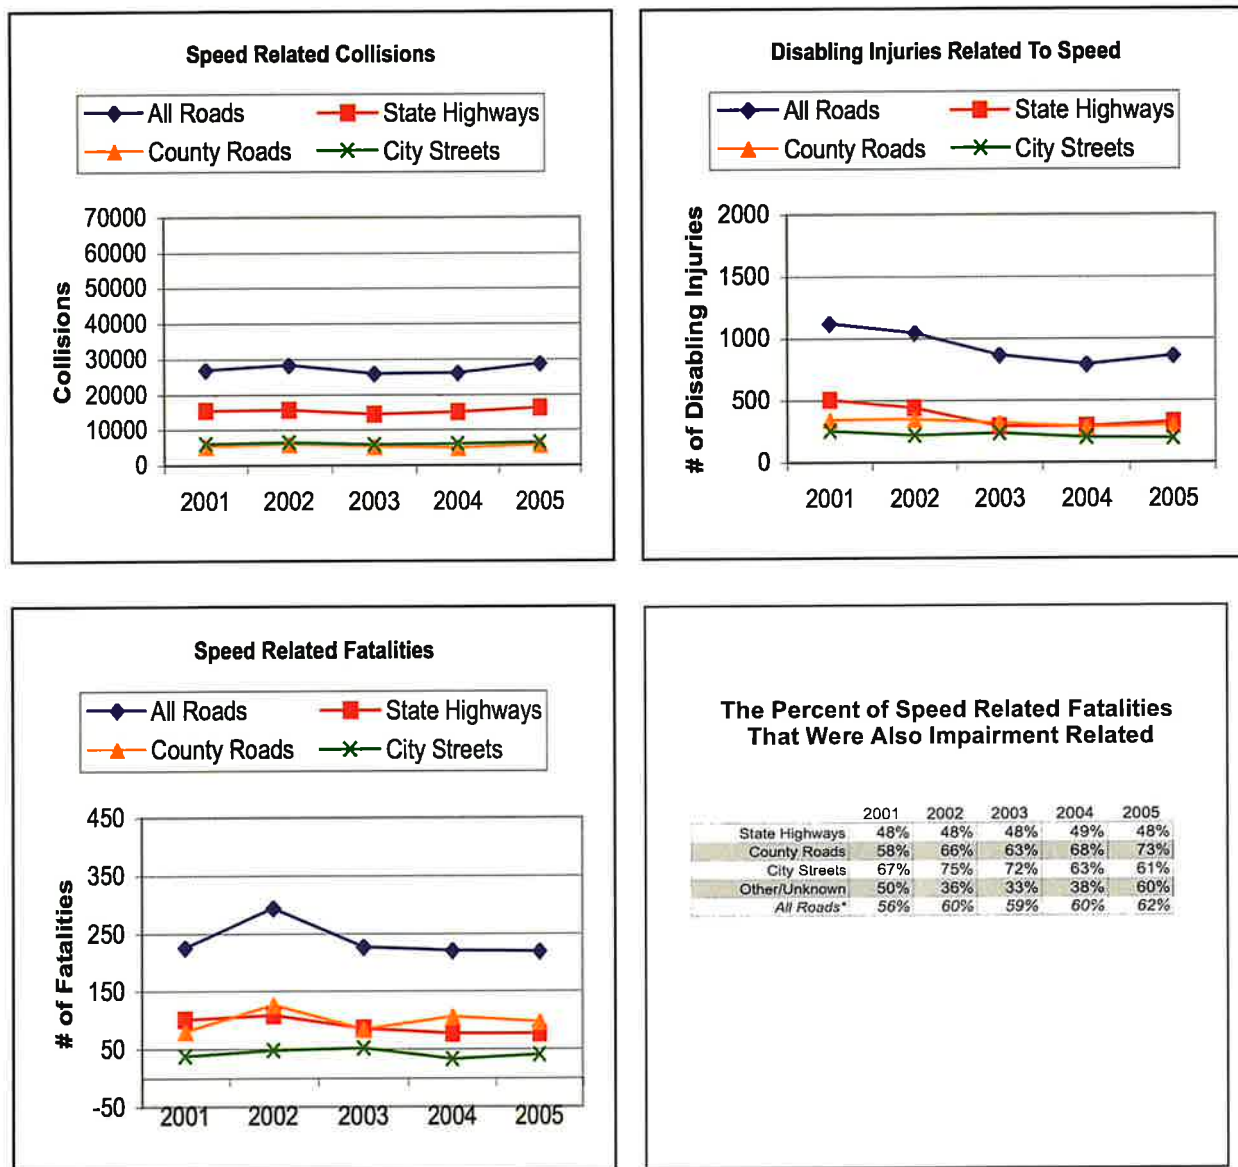 Speed Related Collisions
All Roads State Highways
County Roads City Streets
70000
60000
50000
40000
30000
20000
10000
0
Collisions
2001 2002 2003 2004 2005
Disabling Injuries Related To Speed
All Roads State Highways
County Roads City Streets
2000
1500
1000
500
0
# of Disabling Injuries
2001 2002 2003 2004 2005
Speed Related Fatalities
All Roads State Highways
County Roads City Streets
450
350
250
150
50
-50
# of Fatalities
2001 2002 2003 2004 2005
The Percent of Speed Related Fatalities
That Were Also Impairment Related
2001 2002 2003 2004 2005
State Highways 48% 48% 48% 49% 48%
County Roads 58% 66% 63% 68% 73%
City Streets 67% 75% 72% 63% 61%
Other/Unknown 50% 36% 33% 38% 60%
All Roads* 56% 60% 59% 60% 62%